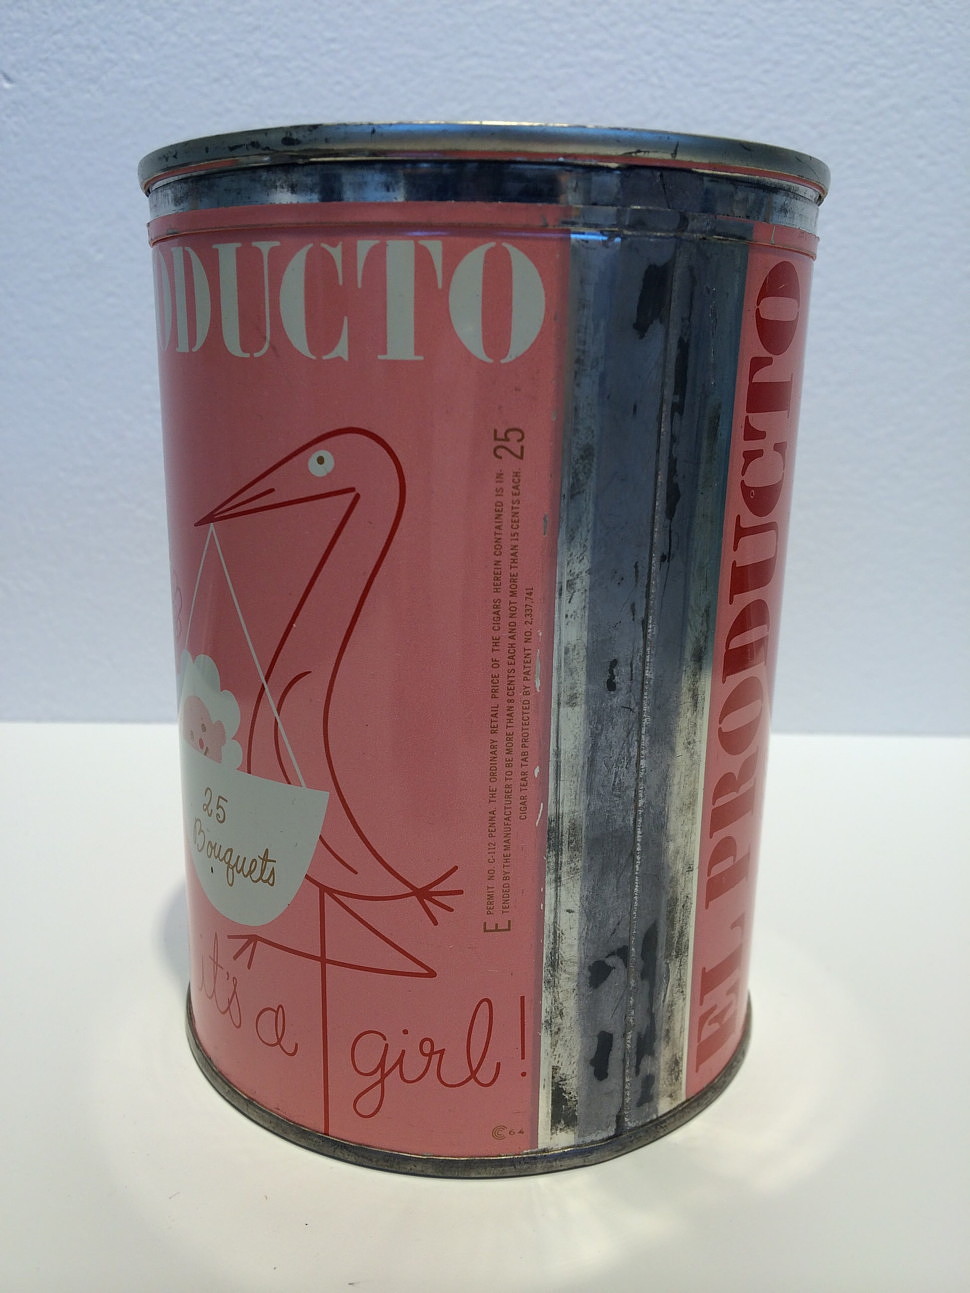 ODUCTO
25
Bouquets
it's a girl!
E PERMIT NO. C-112 PENNA. THE ORDINARY RETAIL PRICE OF THE CIGARS HEREIN CONTAINED IS IN- 25
TENDED BY THE MANUFACTURER TO BE MORE THAN 8 CENTS EACH AND NOT MORE THAN 15 CENTS EACH.
CIGAR TEAR TAB PROTECTED BY PATENT NO. 2,337,741
EL PRODUCTO